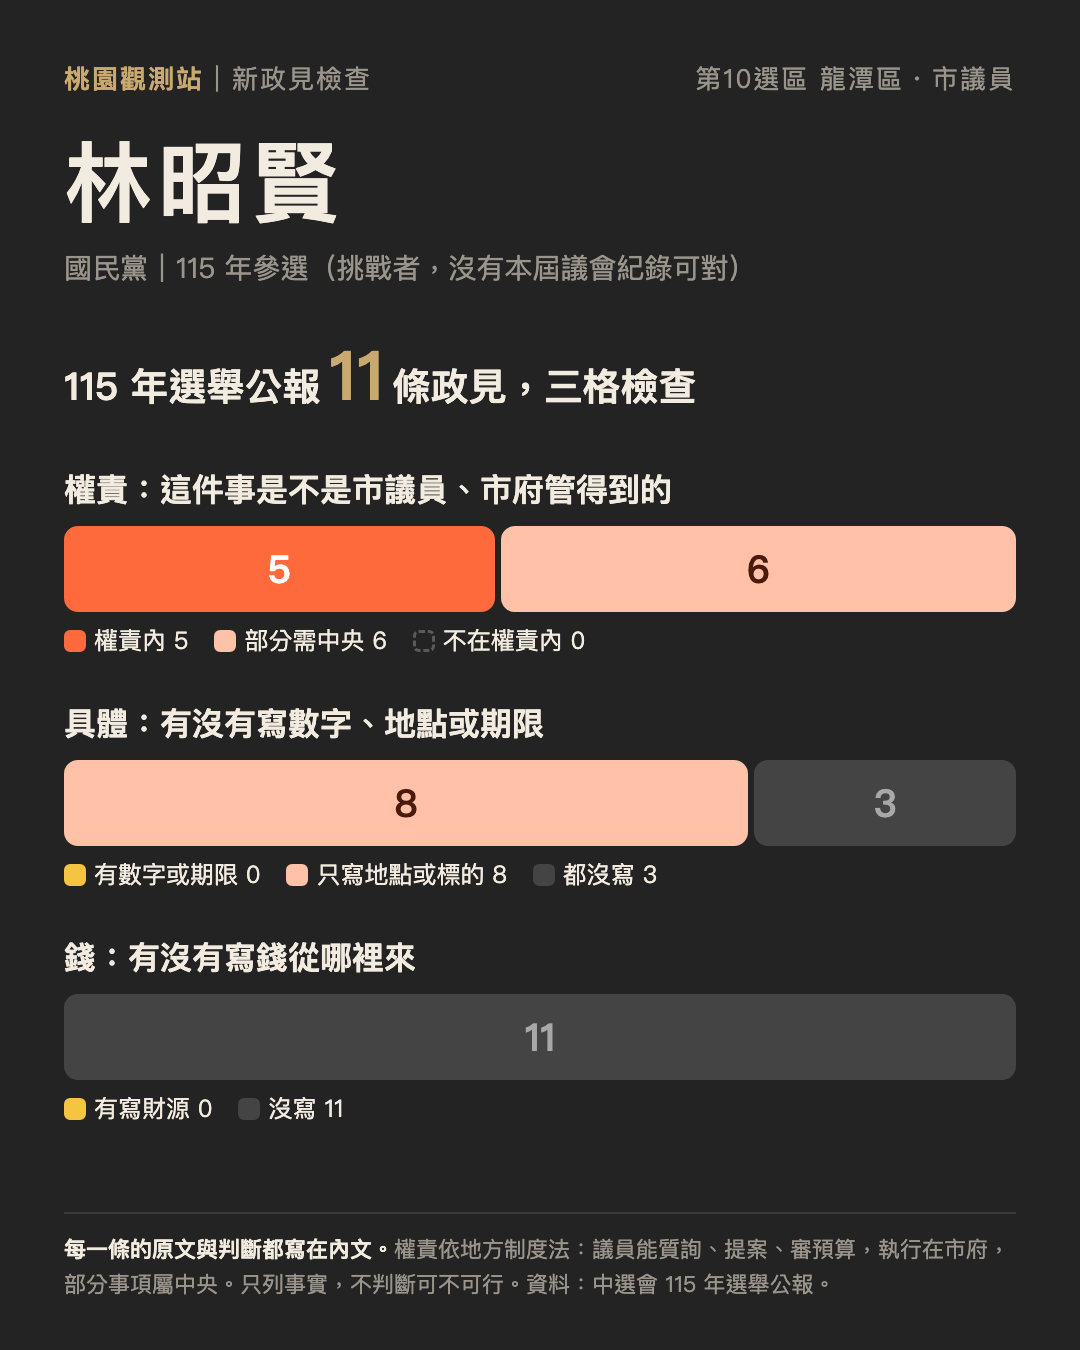 桃園觀測站｜新政見檢查
第10選區 龍潭區・市議員
林昭賢
國民黨｜115 年參選（挑戰者，沒有本屆議會紀錄可對）
115 年選舉公報 11 條政見，三格檢查
權責：這件事是不是市議員、市府管得到的
5
6
權責內 5 部分需中央 6 不在權責內 0
具體：有沒有寫數字、地點或期限
8
3
有數字或期限 0 只寫地點或標的 8 都沒寫 3
錢：有沒有寫錢從哪裡來
11
有寫財源 0 沒寫 11
每一條的原文與判斷都寫在內文。權責依地方制度法：議員能質詢、提案、審預算，執行在市府，
部分事項屬中央。只列事實，不判斷可不可行。資料：中選會 115 年選舉公報。